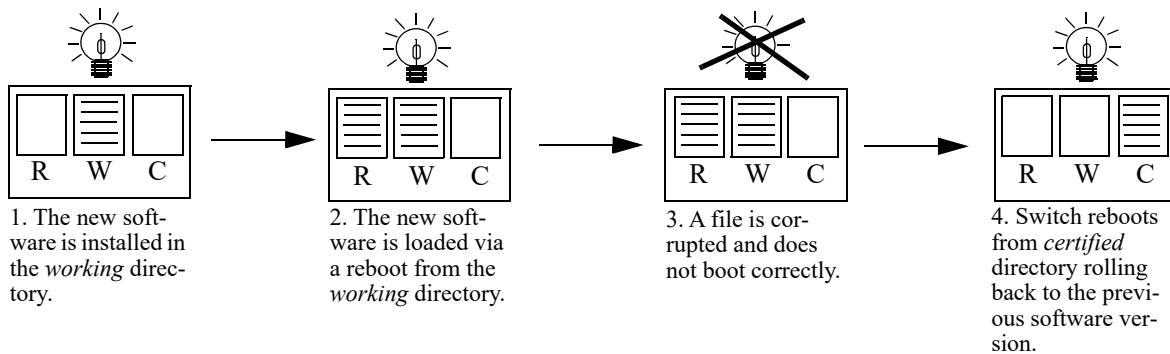 R W C
R W C
R W C
R W C
1. The new soft-
ware is installed in
the working direc-
tory.
2. The new soft-
ware is loaded via
a reboot from the
working directory.
3. A file is cor-
rupted and does
not boot correctly.
4. Switch reboots
from certified
directory rolling
back to the previ-
ous software ver-
sion.